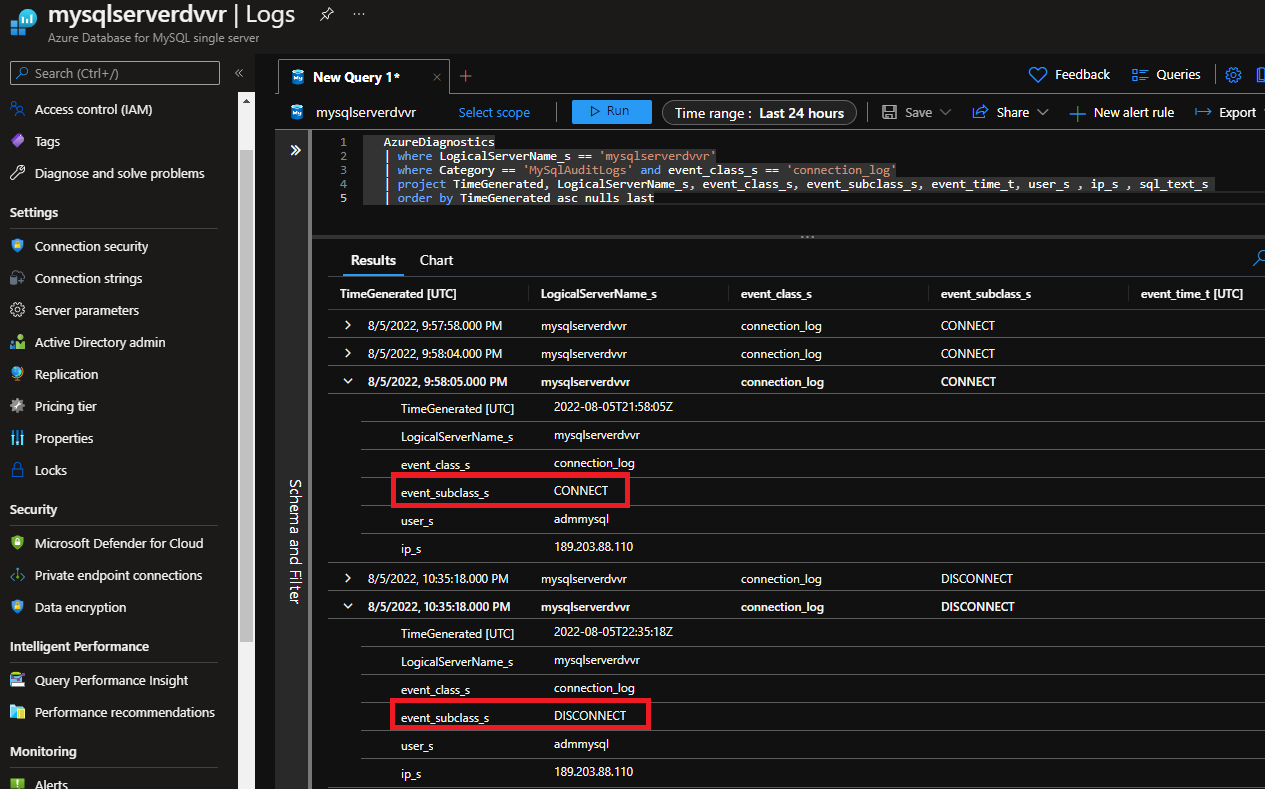 mysqlserverdvvr | Logs
Azure Database for MySQL single server
Search (Ctrl+/)
Access control (IAM)
Tags
Diagnose and solve problems
Settings
Connection security
Connection strings
Server parameters
Active Directory admin
Replication
Pricing tier
Properties
Locks
Security
Microsoft Defender for Cloud
Private endpoint connections
Data encryption
Intelligent Performance
Query Performance Insight
Performance recommendations
Monitoring
Alerts
New Query 1*
Feedback
Queries
mysqlserverdvvr
Select scope
Run
Time range : Last 24 hours
Save
Share
New alert rule
Export
Schema and Filter
1 AzureDiagnostics
2 | where LogicalServerName_s == 'mysqlserverdvvr'
3 | where Category == 'MySqlAuditLogs' and event_class_s == 'connection_log'
4 | project TimeGenerated, LogicalServerName_s, event_class_s, event_subclass_s, event_time_t, user_s , ip_s , sql_text_s
5 | order by TimeGenerated asc nulls last
Results Chart
TimeGenerated [UTC] LogicalServerName_s event_class_s event_subclass_s event_time_t [UTC]
8/5/2022, 9:57:58.000 PM mysqlserverdvvr connection_log CONNECT
8/5/2022, 9:58:04.000 PM mysqlserverdvvr connection_log CONNECT
8/5/2022, 9:58:05.000 PM mysqlserverdvvr connection_log CONNECT
TimeGenerated [UTC] 2022-08-05T21:58:05Z
LogicalServerName_s mysqlserverdvvr
event_class_s connection_log
event_subclass_s CONNECT
user_s admmysql
ip_s 189.203.88.110
8/5/2022, 10:35:18.000 PM mysqlserverdvvr connection_log DISCONNECT
8/5/2022, 10:35:18.000 PM mysqlserverdvvr connection_log DISCONNECT
TimeGenerated [UTC] 2022-08-05T22:35:18Z
LogicalServerName_s mysqlserverdvvr
event_class_s connection_log
event_subclass_s DISCONNECT
user_s admmysql
ip_s 189.203.88.110